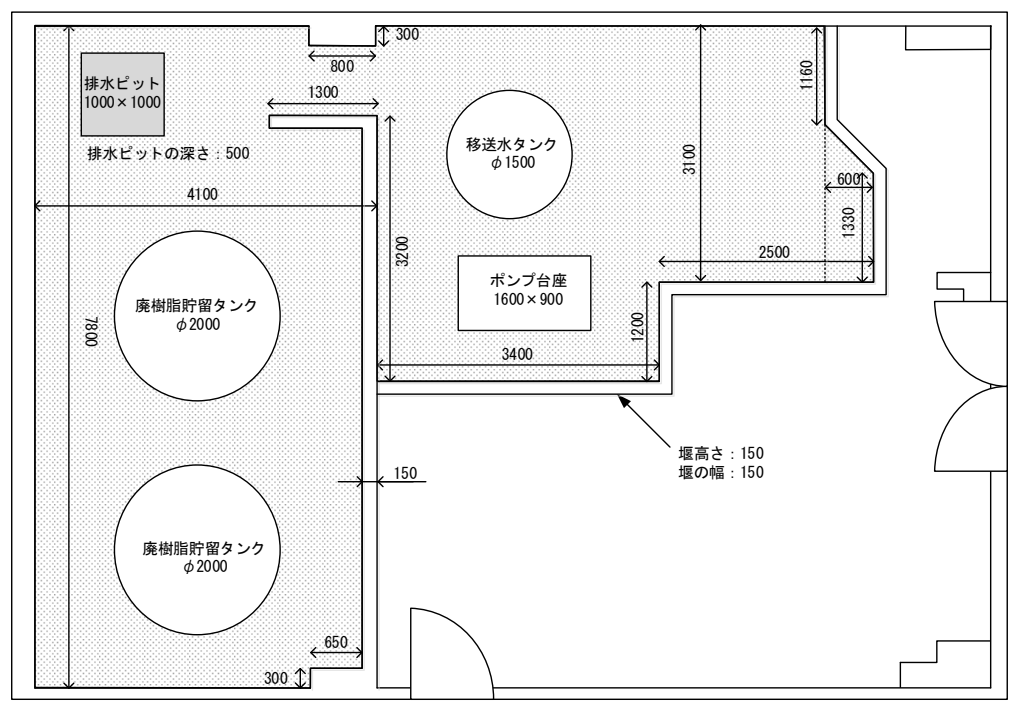 300
800
排水ピット
1000×1000
排水ピットの深さ：500
1300
移送水タンク
φ1500
1160
3100
600
1330
4100
3200
2500
ポンプ台座
1600×900
廃樹脂貯留タンク
φ2000
7800
1200
3400
堰高さ：150
堰の幅：150
150
廃樹脂貯留タンク
φ2000
650
300